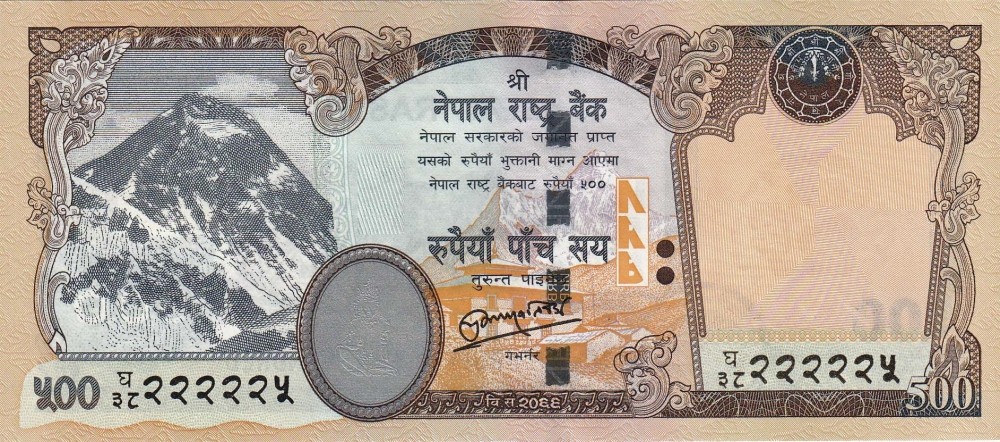 श्री
नेपाल राष्ट्र बैंक
नेपाल सरकारको जमानत प्राप्त
यसको रुपैयाँ भुक्तानी माग्न आएमा
नेपाल राष्ट्र बैंकबाट रुपैयाँ ५००
रुपैयाँ पाँच सय
तुरुन्त पाइन्छ
गभर्नर
५०० घ/३८ २२२२२५
वि सं २०६६
घ/३८ २२२२२५
500